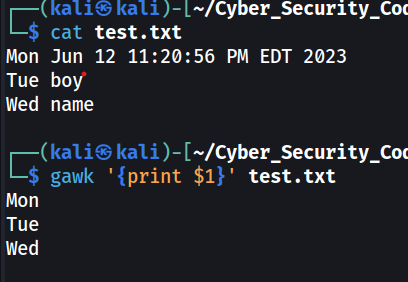 ┌──(kali㉿kali)-[~/Cyber_Security_Cod
└─$ cat test.txt
Mon Jun 12 11:20:56 PM EDT 2023
Tue boy
Wed name
┌──(kali㉿kali)-[~/Cyber_Security_Cod
└─$ gawk '{print $1}' test.txt
Mon
Tue
Wed